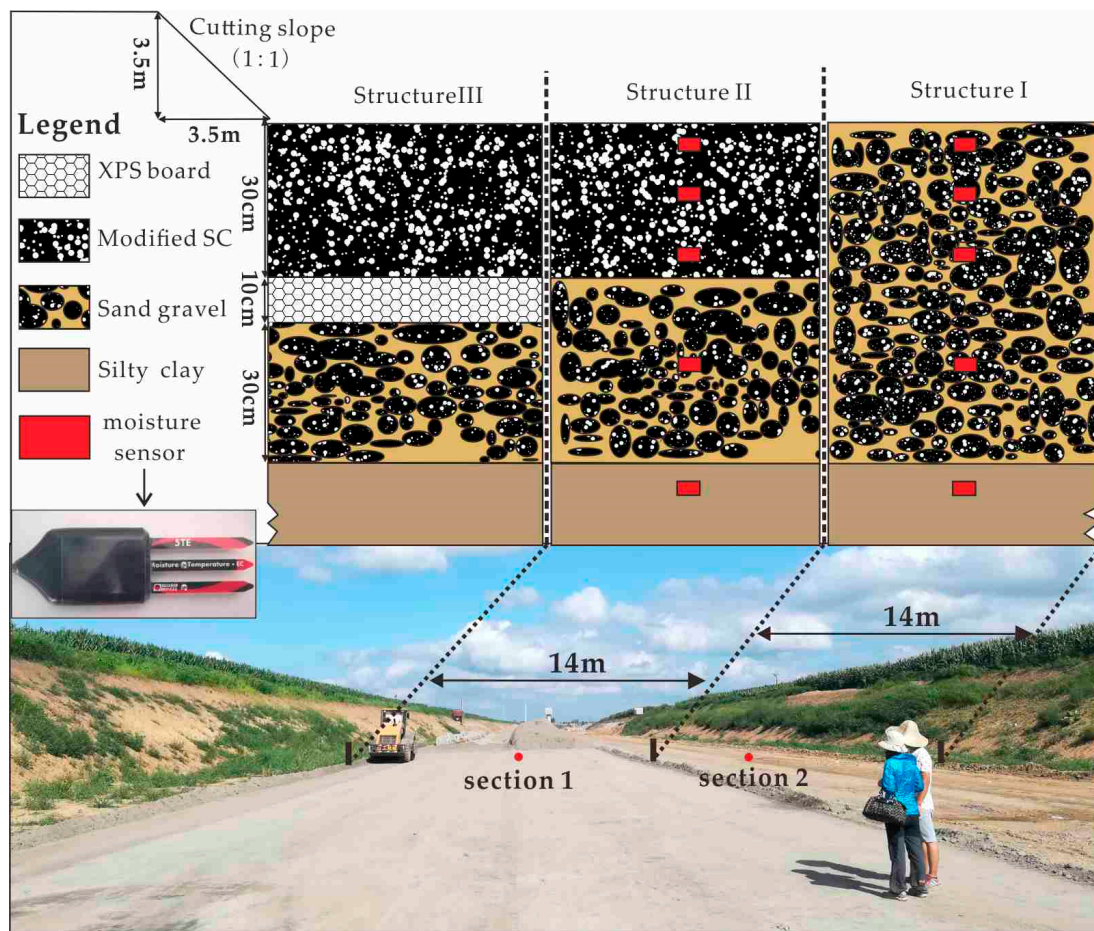 Cutting slope
(1:1)
3.5m
3.5m
StructureIII
Structure II
Structure I
Legend
XPS board
Modified SC
Sand gravel
Silty clay
moisture
sensor
30cm
10cm
30cm
5TE
Moisture Temperature - EC
14m
14m
section 1
section 2